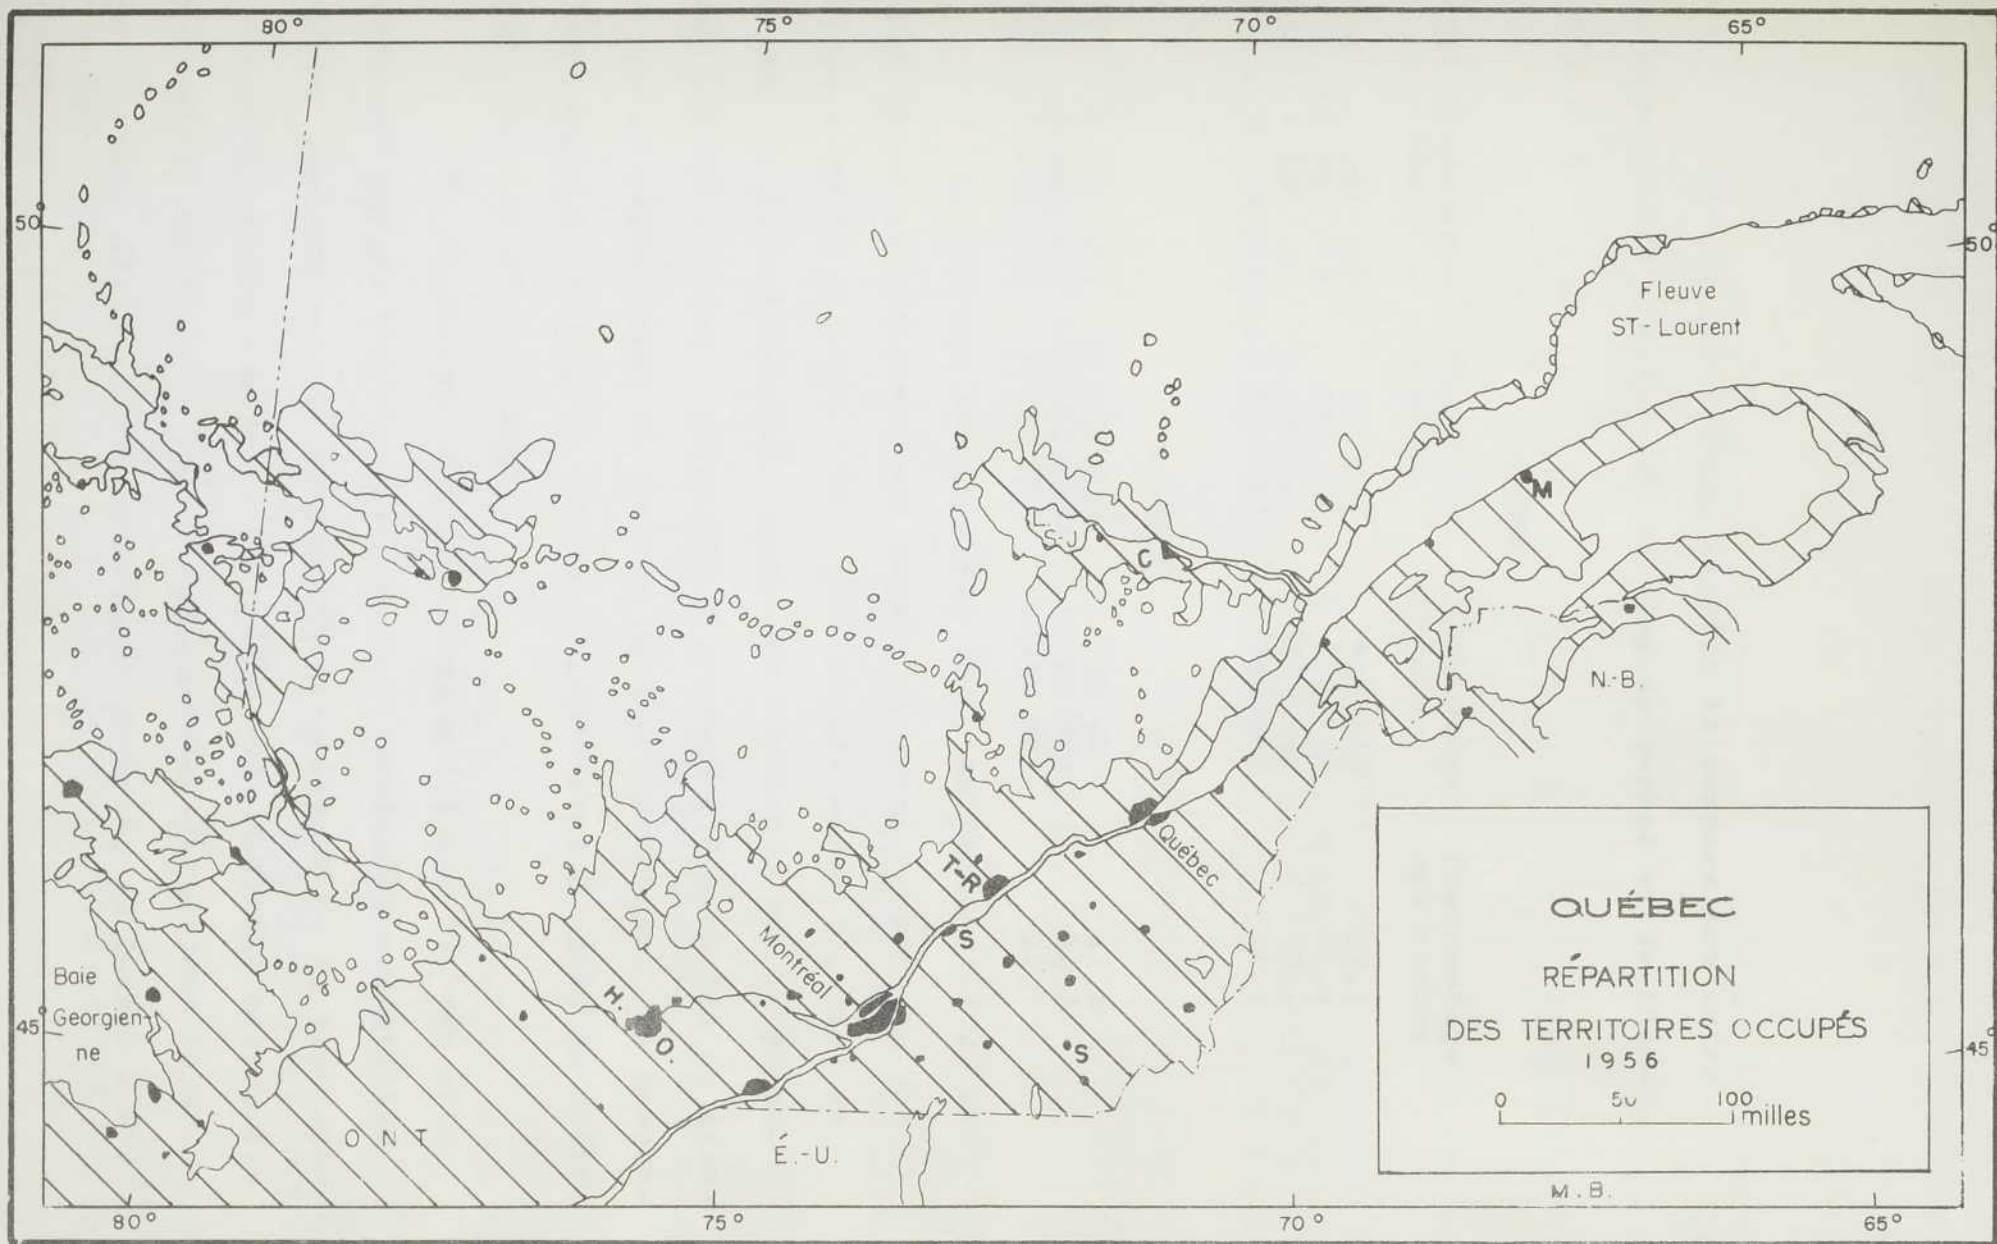 80° 75° 70° 65°
50° 50°
Fleuve
ST-Laurent
M
S-J
C
N.-B.
Québec
T-R
S
Montréal
Baie
Georgien-
ne
H.
O.
45° 45°
S
ONT
É.-U.
QUÉBEC
RÉPARTITION
DES TERRITOIRES OCCUPÉS
1956
0 50 100
milles
M.B.
80° 75° 70° 65°